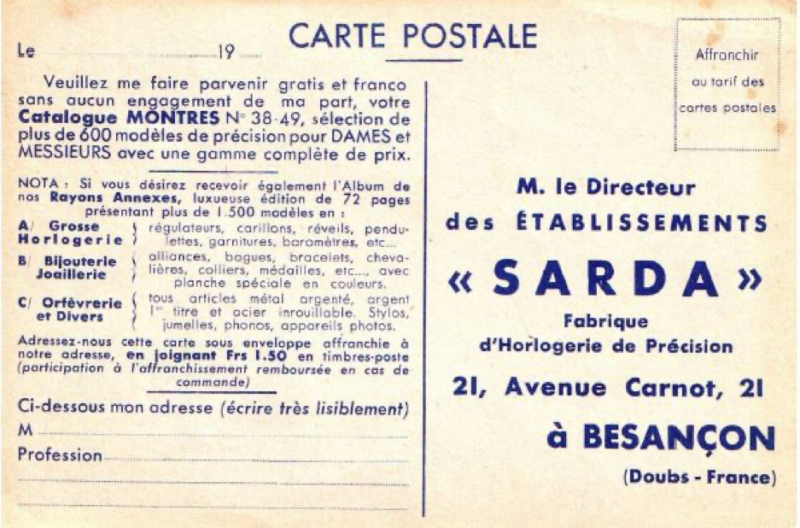 CARTE POSTALE
Le 19
Veuillez me faire parvenir gratis et franco
sans aucun engagement de ma part, votre
Catalogue MONTRES N° 38-49, sélection de
plus de 600 modèles de précision pour DAMES et
MESSIEURS avec une gamme complète de prix.
NOTA : Si vous désirez recevoir également l'Album de
nos Rayons Annexes, luxueuse édition de 72 pages
présentant plus de 1.500 modèles en :
A/ Grosse Horlogerie { régulateurs, carillons, réveils, pendu-
lettes, garnitures, baromètres, etc...
B/ Bijouterie Joaillerie { alliances, bagues, bracelets, cheva-
lières, colliers, médailles, etc..., avec
planche spéciale en couleurs.
C/ Orfèvrerie et Divers { tous articles métal argenté, argent
1er titre et acier inrouillable. Stylos,
jumelles, phonos, appareils photos.
Adressez-nous cette carte sous enveloppe affranchie à
notre adresse, en joignant Frs 1.50 en timbres-poste
(participation à l'affranchissement remboursée en cas de
commande)
Ci-dessous mon adresse (écrire très lisiblement)
M
Profession
Affranchir
au tarif des
cartes postales
M. le Directeur
des ÉTABLISSEMENTS
« SARDA »
Fabrique
d'Horlogerie de Précision
21, Avenue Carnot, 21
à BESANÇON
(Doubs - France)